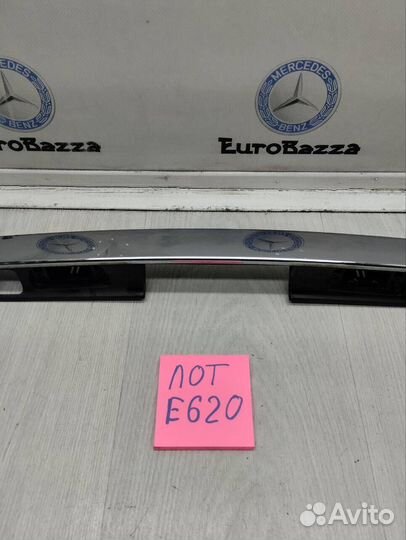 MERCEDES
BENZ
EuroBazza
MERCEDES
BENZ
EuroBazza
ЛОТ
E620
Avito